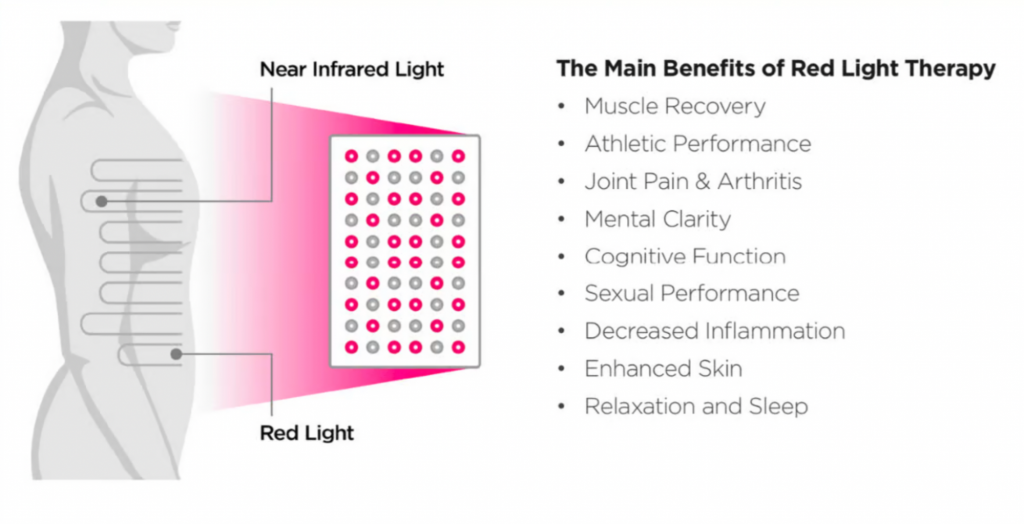 Near Infrared Light
Red Light
The Main Benefits of Red Light Therapy
• Muscle Recovery
• Athletic Performance
• Joint Pain & Arthritis
• Mental Clarity
• Cognitive Function
• Sexual Performance
• Decreased Inflammation
• Enhanced Skin
• Relaxation and Sleep